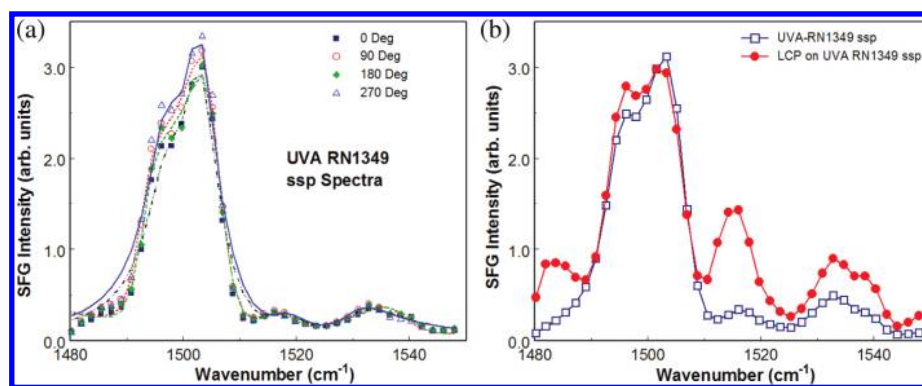 (a)
0 Deg
90 Deg
180 Deg
270 Deg
UVA RN1349
ssp Spectra
SFG Intensity (arb. units)
3.0
2.0
1.0
0.0
1480
1500
1520
1540
Wavenumber (cm⁻¹)
(b)
UVA-RN1349 ssp
LCP on UVA RN1349 ssp
SFG Intensity (arb. units)
3.0
2.0
1.0
0.0
1480
1500
1520
1540
Wavenumber (cm⁻¹)